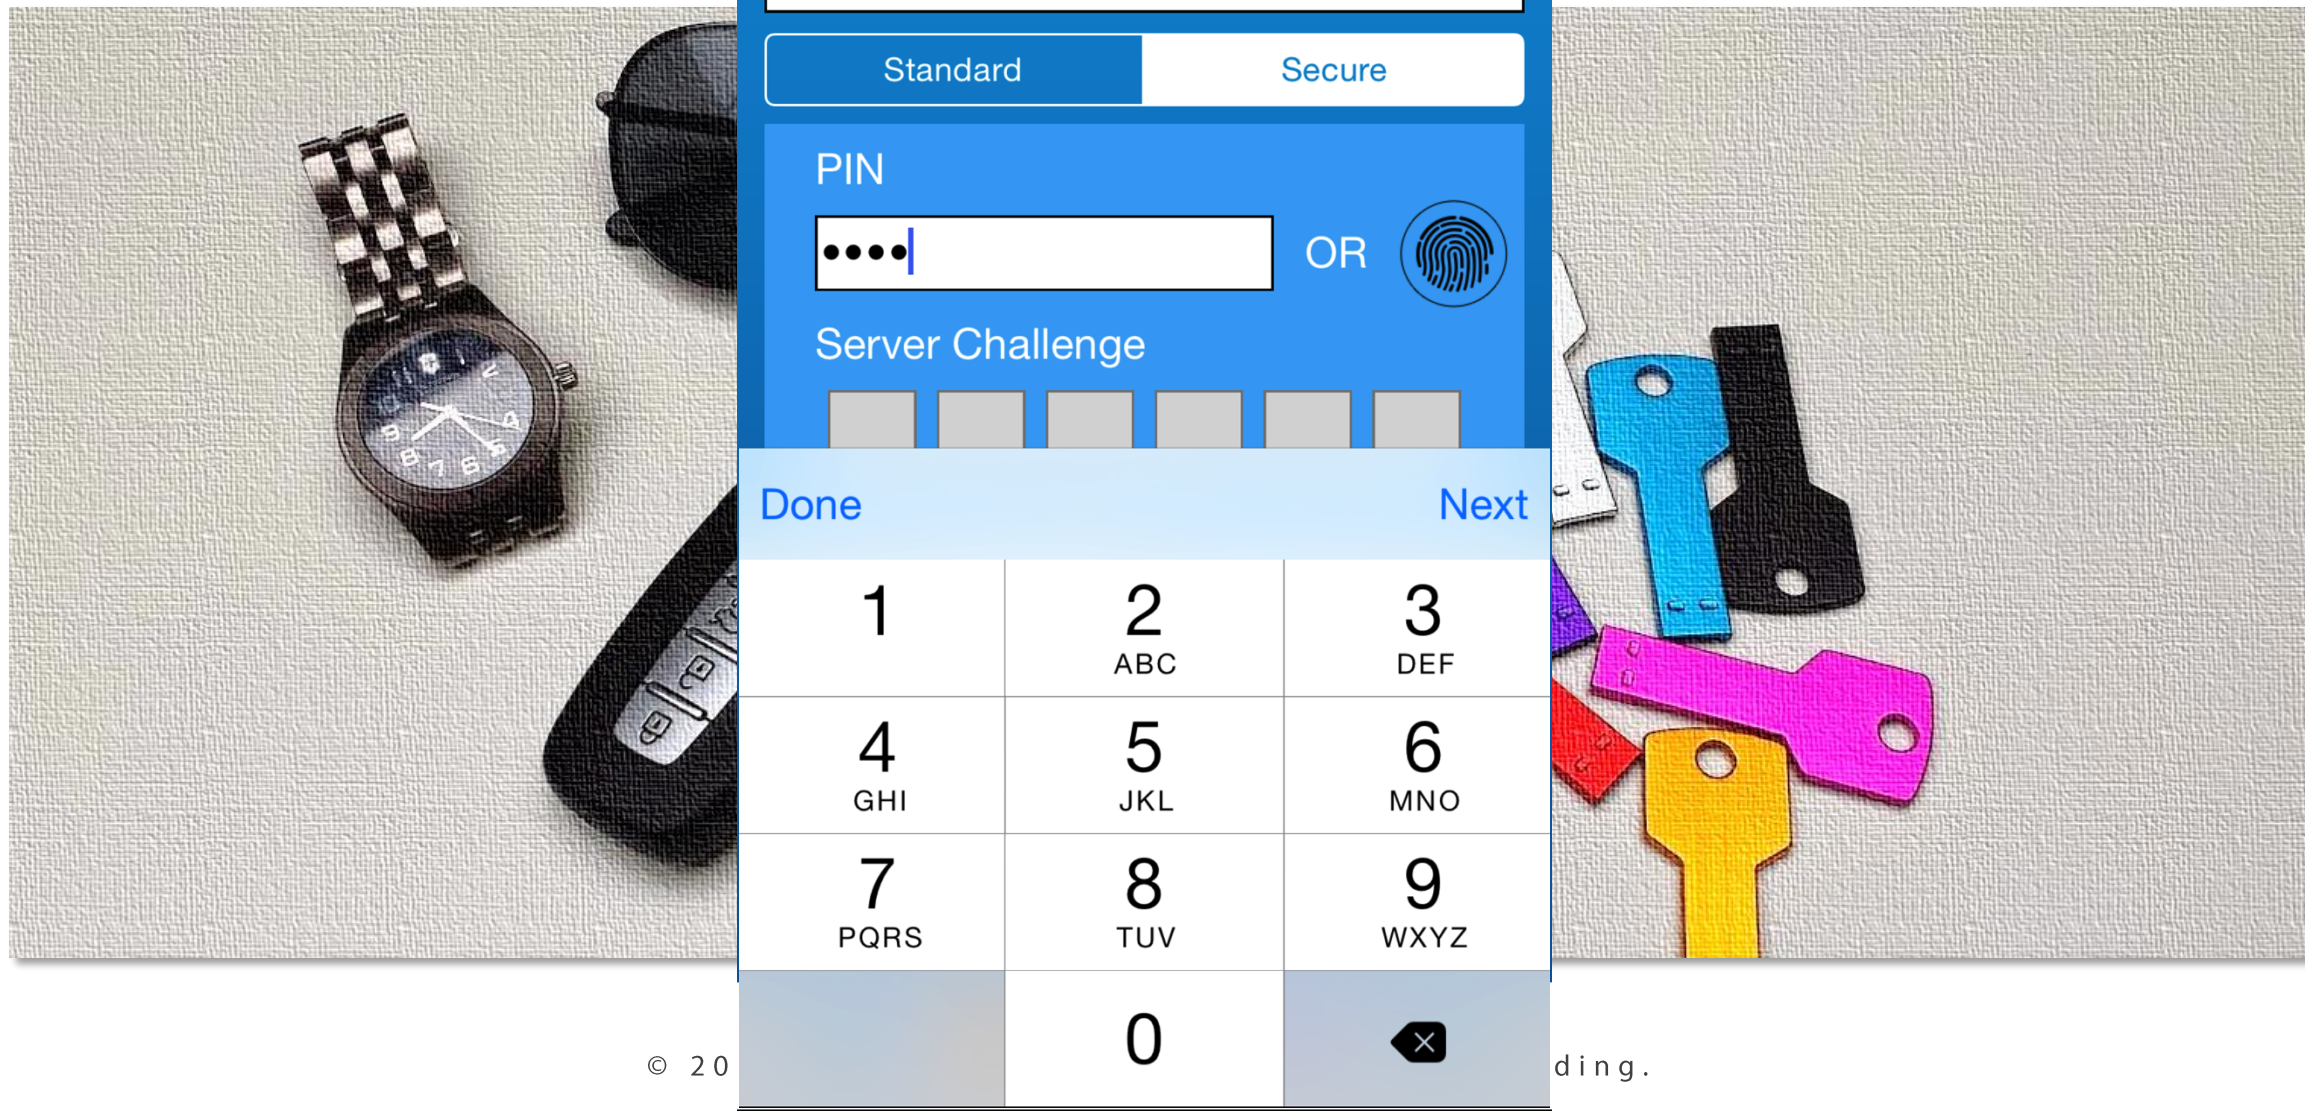 Standard Secure
PIN
OR
Server Challenge
Done Next
1 2 3
ABC DEF
4 5 6
GHI JKL MNO
7 8 9
PQRS TUV WXYZ
0
© 20 ding.